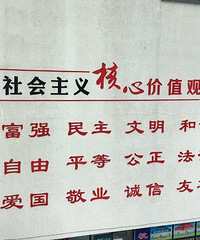 社会主义核心价值观
富强 民主 文明 和
自由 平等 公正 法
爱国 敬业 诚信 友